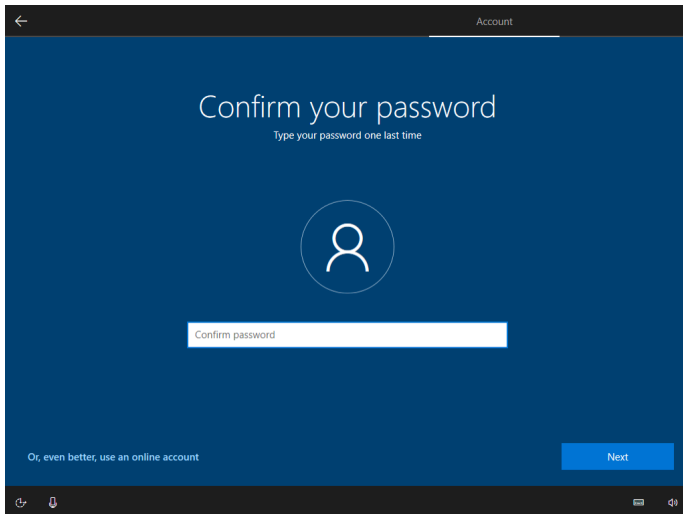 Account
Confirm your password
Type your password one last time
Confirm password
Or, even better, use an online account
Next